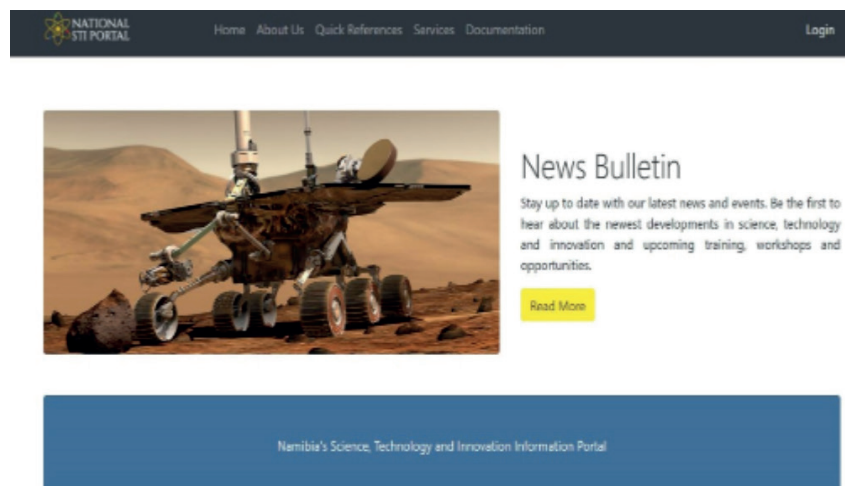 NATIONAL
STI PORTAL
Home About Us Quick References Services Documentation Login
News Bulletin
Stay up to date with our latest news and events. Be the first to
hear about the newest developments in science, technology
and innovation and upcoming training, workshops and
opportunities.
Read More
Namibia's Science, Technology and Innovation Information Portal